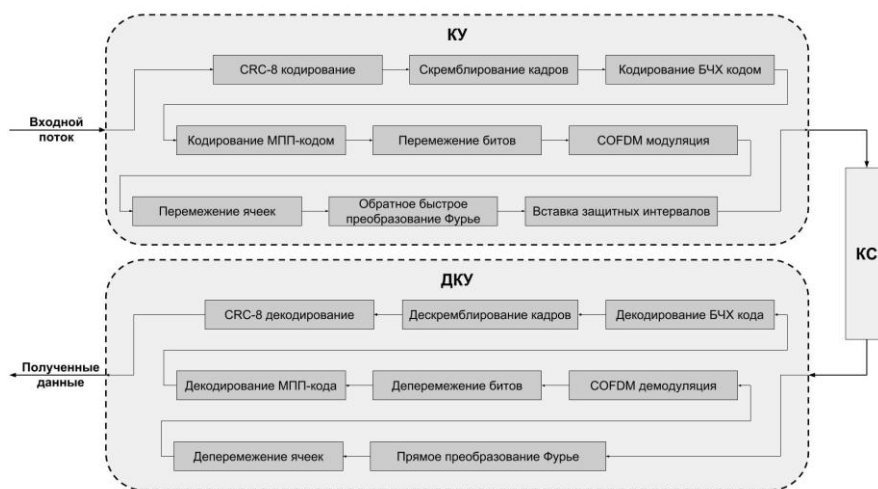 КУ
CRC-8 кодирование
Скремблирование кадров
Кодирование БЧХ кодом
Входной
поток
Кодирование МПП-кодом
Перемежение битов
COFDM модуляция
Перемежение ячеек
Обратное быстрое
преобразование Фурье
Вставка защитных интервалов
КС
ДКУ
CRC-8 декодирование
Дескремблирование кадров
Декодирование БЧХ кода
Полученные
данные
Декодирование МПП-кода
Деперемежение битов
COFDM демодуляция
Деперемежение ячеек
Прямое преобразование Фурье